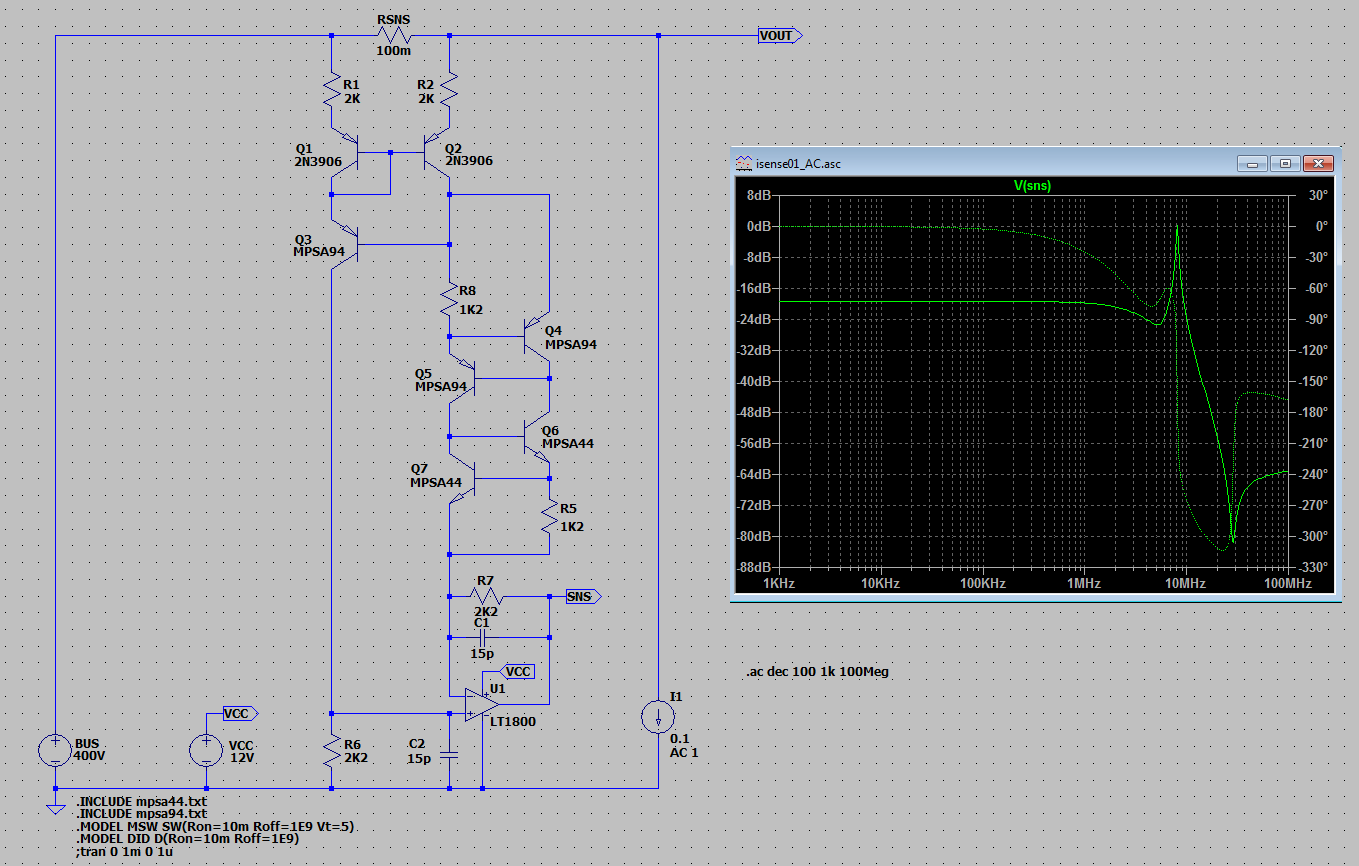 RSNS
100m
VOUT
R1
2K
R2
2K
Q1
2N3906
Q2
2N3906
Q3
MPSA94
R8
1K2
Q4
MPSA94
Q5
MPSA94
Q6
MPSA44
Q7
MPSA44
R5
1K2
R7
2K2
SNS
C1
15p
VCC
U1
LT1800
VCC
BUS
400V
VCC
12V
R6
2K2
C2
15p
I1
0.1
AC 1
.INCLUDE mpsa44.txt
.INCLUDE mpsa94.txt
.MODEL MSW SW(Ron=10m Roff=1E9 Vt=5)
.MODEL DID D(Ron=10m Roff=1E9)
;tran 0 1m 0 1u
isense01_AC.asc
V(sns)
8dB
0dB
-8dB
-16dB
-24dB
-32dB
-40dB
-48dB
-56dB
-64dB
-72dB
-80dB
-88dB
30°
0°
-30°
-60°
-90°
-120°
-150°
-180°
-210°
-240°
-270°
-300°
-330°
1KHz
10KHz
100KHz
1MHz
10MHz
100MHz
.ac dec 100 1k 100Meg